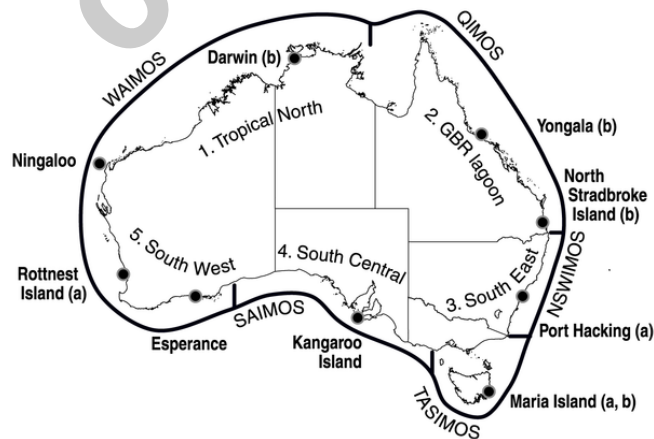 QIMOS
Darwin (b)
WAIMOS
1. Tropical North
2. GBR lagoon
Yongala (b)
Ningaloo
North
Stradbroke
Island (b)
5. South West
4. South Central
3. South East
NSWIMOS
Rottnest
Island (a)
SAIMOS
Esperance
Kangaroo
Island
Port Hacking (a)
TASIMOS
Maria Island (a, b)